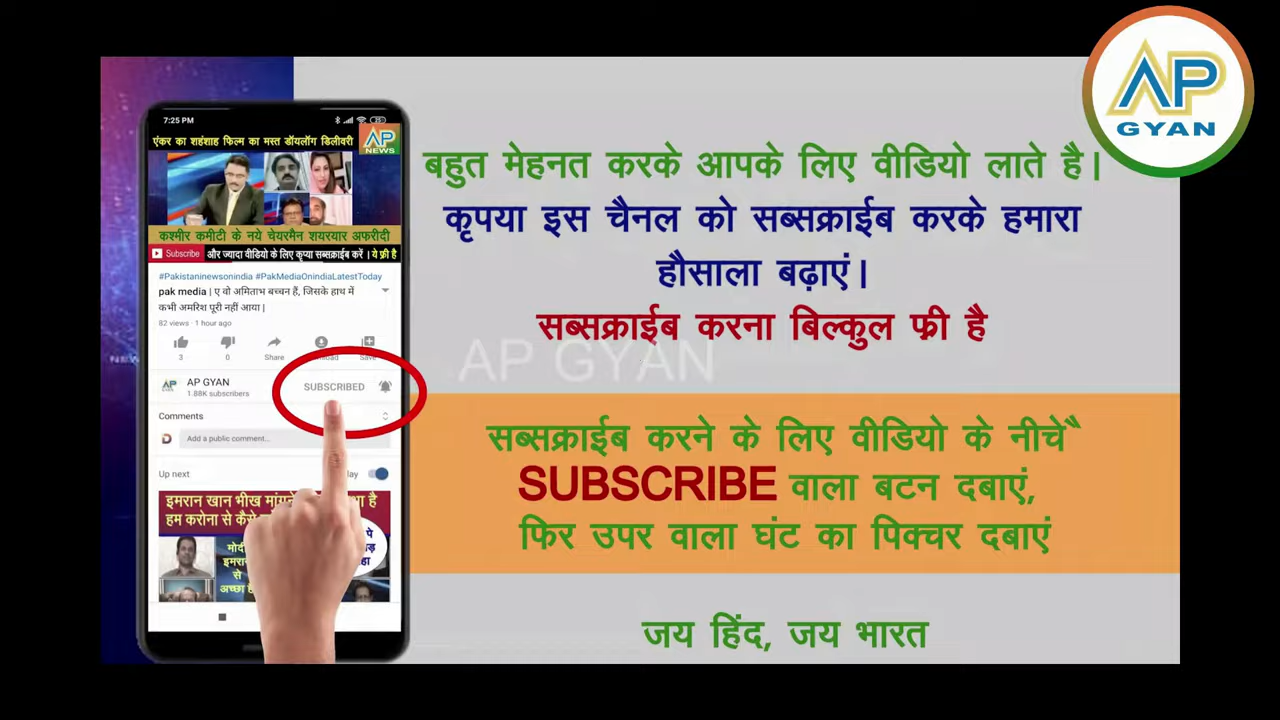 AP
GYAN
7:25 PM
एंकर का शहंशाह फिल्म का मस्त डॉयलॉग डिलीवरी
AP
NEWS
कश्मीर कमीटी के नये चेयरमैन शयरयार अफरीदी
Subscribe और ज्यादा वीडियो के लिए कृप्या सब्सक्राईब करें । ये फ्री है
#Pakistaninewsonindia #PakMediaOnindiaLatestToday
pak media | ए वो अमिताभ बच्चन हैं, जिसके हाथ में
कभी अमरिश पूरी नहीं आया |
82 views · 1 hour ago
3 0 Share Save
AP GYAN
1.88K subscribers
SUBSCRIBED
Comments
Add a public comment...
Up next
इमरान खान भीख मांगने है
हम करोना से कैसे
इमरान
से
अच्छा
बहुत मेहनत करके आपके लिए वीडियो लाते है।
कृपया इस चैनल को सब्सक्राईब करके हमारा
हौसाला बढ़ाएं।
सब्सक्राईब करना बिल्कुल फ्री है
AP GYAN
सब्सक्राईब करने के लिए वीडियो के नीचे"
SUBSCRIBE वाला बटन दबाएं,
फिर उपर वाला घंट का पिक्चर दबाएं
जय हिंद, जय भारत